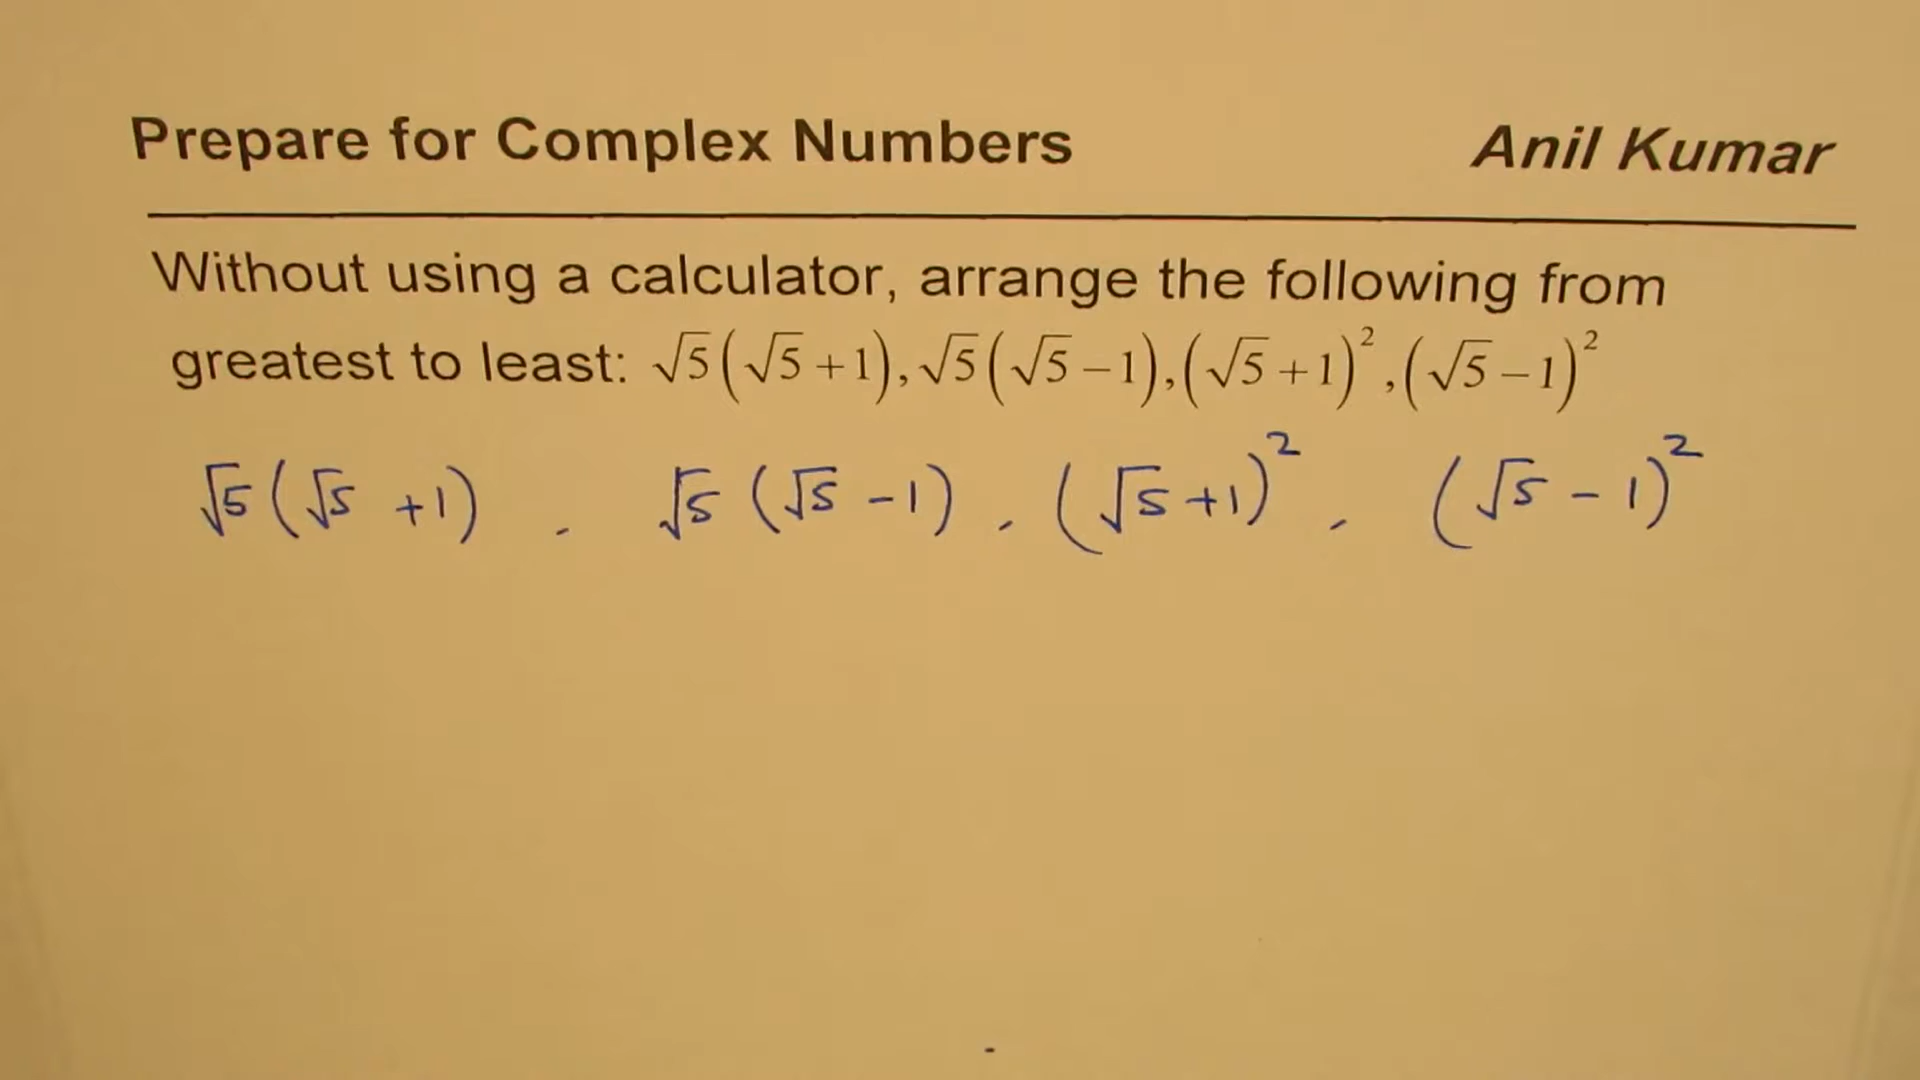 Prepare for Complex Numbers Anil Kumar
Without using a calculator, arrange the following from
greatest to least: √5(√5+1), √5(√5−1), (√5+1)², (√5−1)²
√5(√5 +1) , √5(√5 −1) , (√5+1)² , (√5 − 1)²